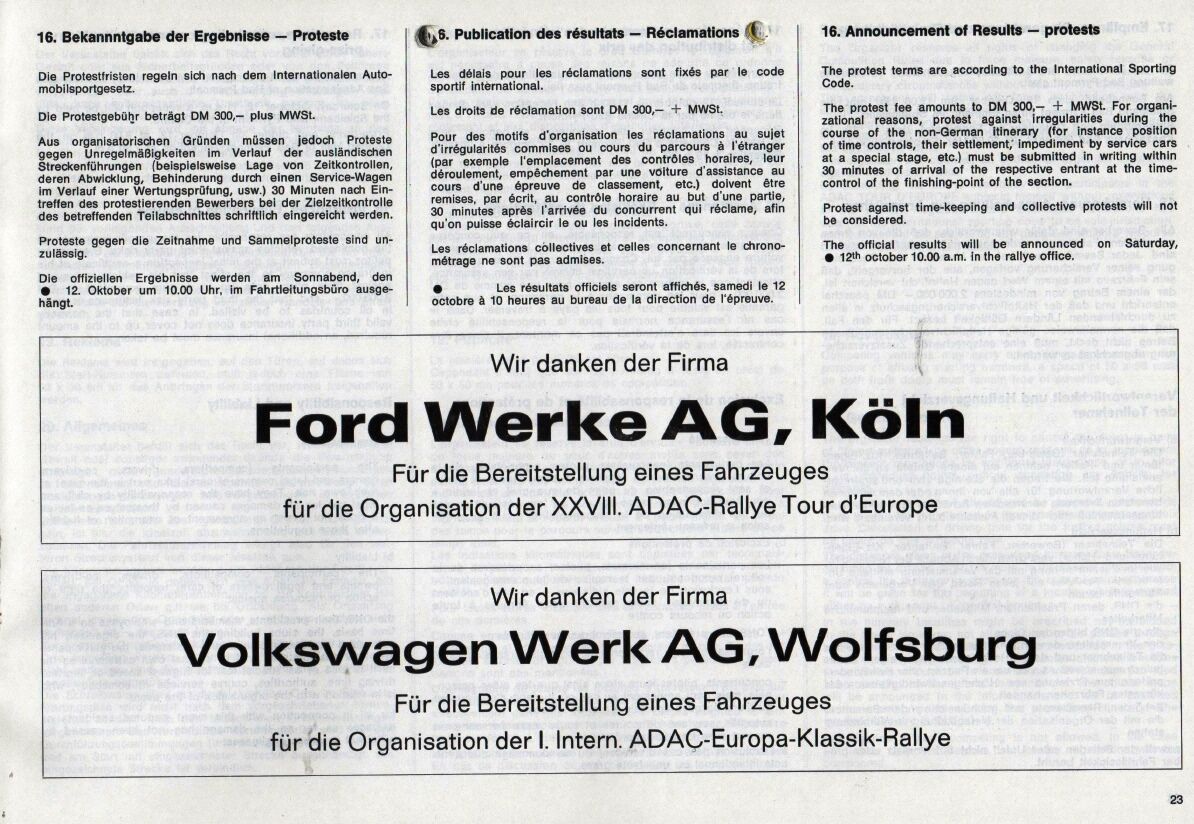 16. Bekannntgabe der Ergebnisse — Proteste
Die Protestfristen regeln sich nach dem Internationalen Auto-
mobilsportgesetz.
Die Protestgebühr beträgt DM 300,— plus MWSt.
Aus organisatorischen Gründen müssen jedoch Proteste
gegen Unregelmäßigkeiten im Verlauf der ausländischen
Streckenführungen (beispielsweise Lage von Zeitkontrollen,
deren Abwicklung, Behinderung durch einen Service-Wagen
im Verlauf einer Wertungsprüfung, usw.) 30 Minuten nach Ein-
treffen des protestierenden Bewerbers bei der Zielzeitkontrolle
des betreffenden Teilabschnittes schriftlich eingereicht werden.
Proteste gegen die Zeitnahme und Sammelproteste sind un-
zulässig.
Die offiziellen Ergebnisse werden am Sonnabend, den
● 12. Oktober um 10.00 Uhr, im Fahrtleitungsbüro ausge-
hängt.
6. Publication des résultats — Réclamations
Les délais pour les réclamations sont fixés par le code
sportif international.
Les droits de réclamation sont DM 300,— + MWSt.
Pour des motifs d'organisation les réclamations au sujet
d'irrégularités commises ou cours du parcours à l'étranger
(par exemple l'emplacement des contrôles horaires, leur
déroulement, empêchement par une voiture d'assistance au
cours d'une épreuve de classement, etc.) doivent être
remises, par écrit, au contrôle horaire au but d'une partie,
30 minutes après l'arrivée du concurrent qui réclame, afin
qu'on puisse éclaircir le ou les incidents.
Les réclamations collectives et celles concernant le chrono-
métrage ne sont pas admises.
● Les résultats officiels seront affichés, samedi le 12
octobre à 10 heures au bureau de la direction de l'épreuve.
16. Announcement of Results — protests
The protest terms are according to the International Sporting
Code.
The protest fee amounts to DM 300,— + MWSt. For organi-
zational reasons, protest against irregularities during the
course of the non-German itinerary (for instance position
of time controls, their settlement, impediment by service cars
at a special stage, etc.) must be submitted in writing within
30 minutes of arrival of the respective entrant at the time-
control of the finishing-point of the section.
Protest against time-keeping and collective protests will not
be considered.
The official results will be announced on Saturday,
● 12th october 10.00 a.m. in the rallye office.
Wir danken der Firma
Ford Werke AG, Köln
Für die Bereitstellung eines Fahrzeuges
für die Organisation der XXVIII. ADAC-Rallye Tour d'Europe
Wir danken der Firma
Volkswagen Werk AG, Wolfsburg
Für die Bereitstellung eines Fahrzeuges
für die Organisation der I. Intern. ADAC-Europa-Klassik-Rallye
23